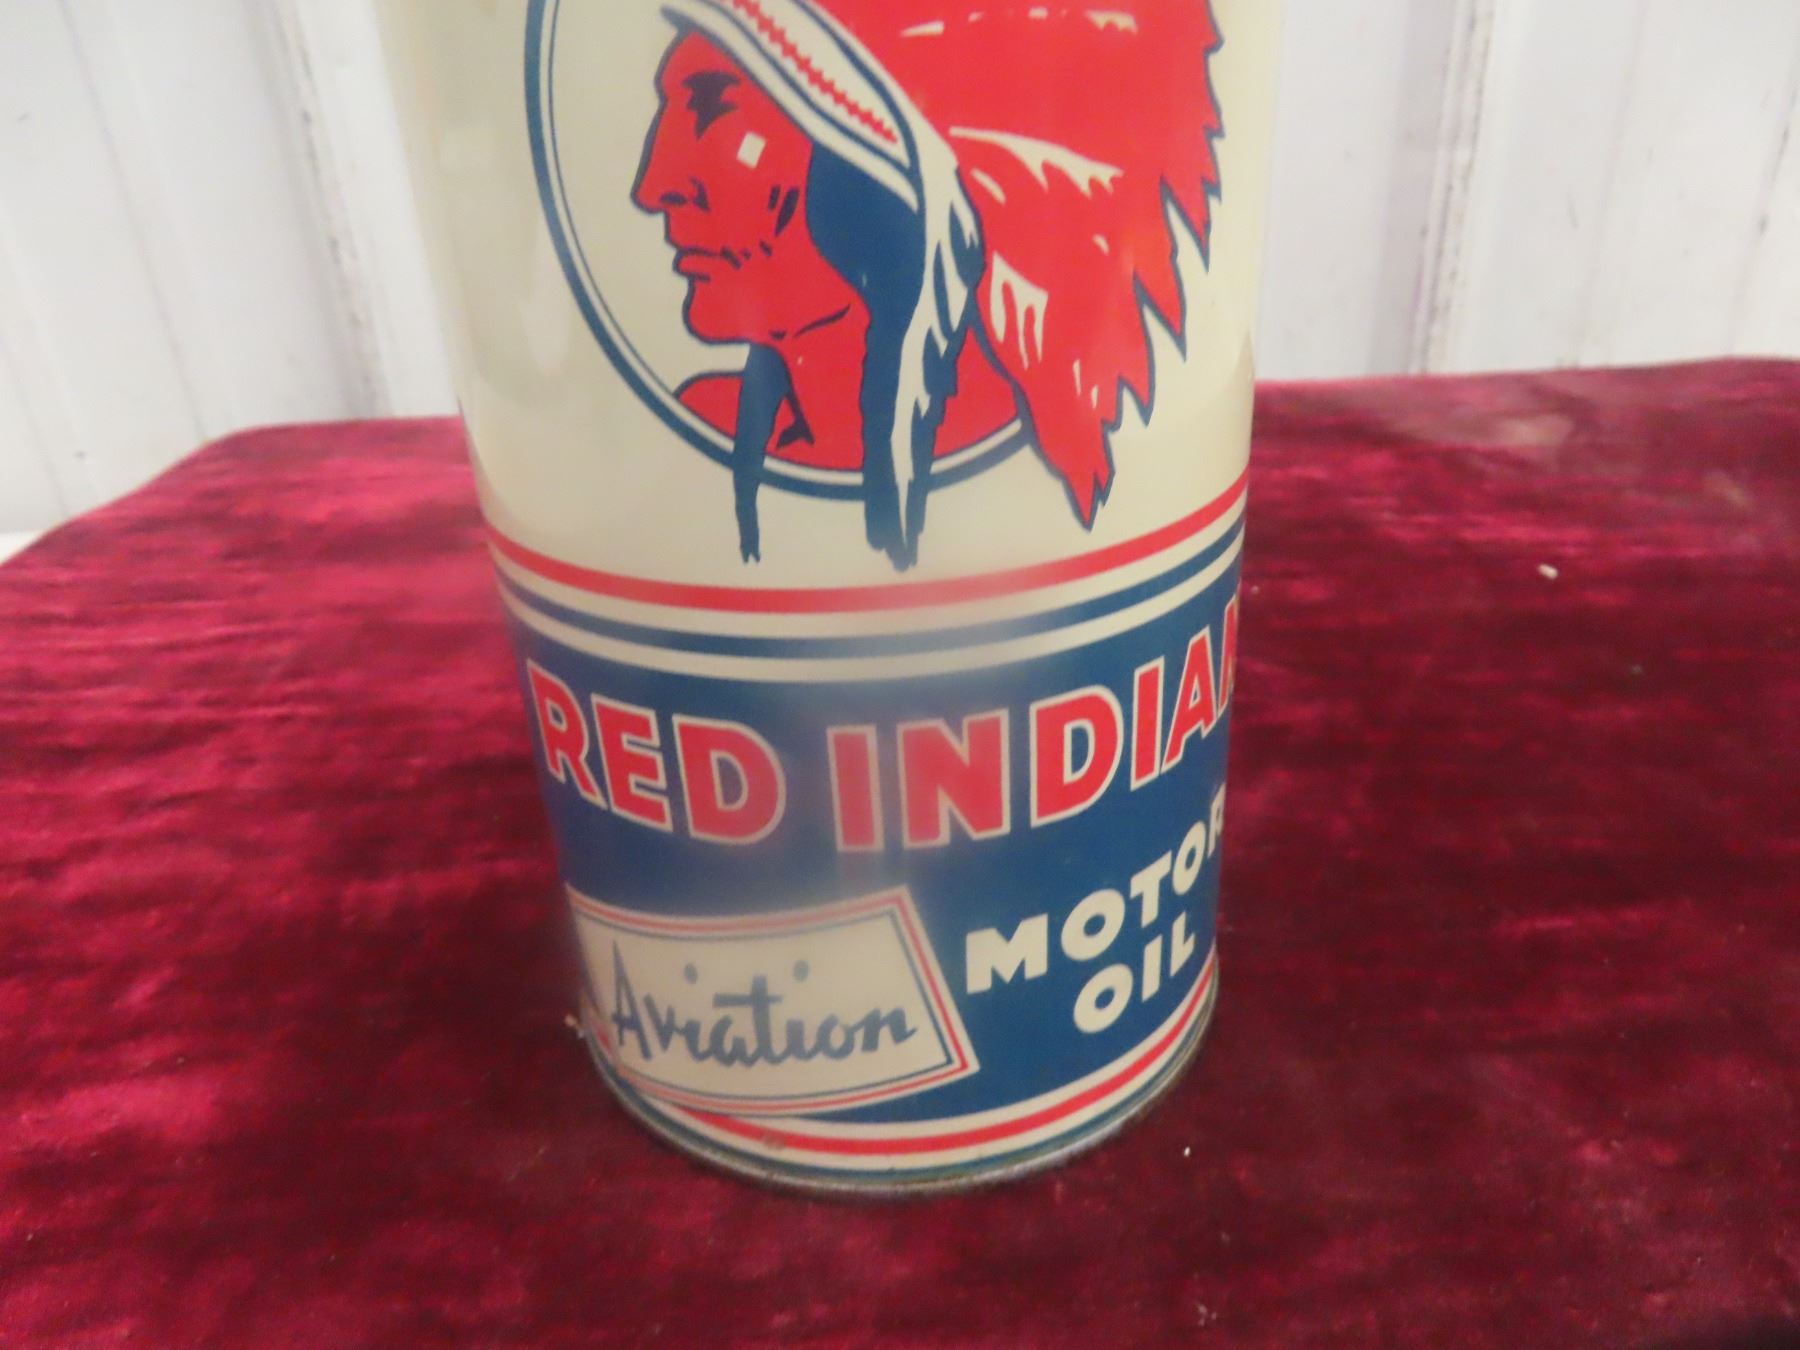 RED INDIAN
Aviation
MOTOR
OIL